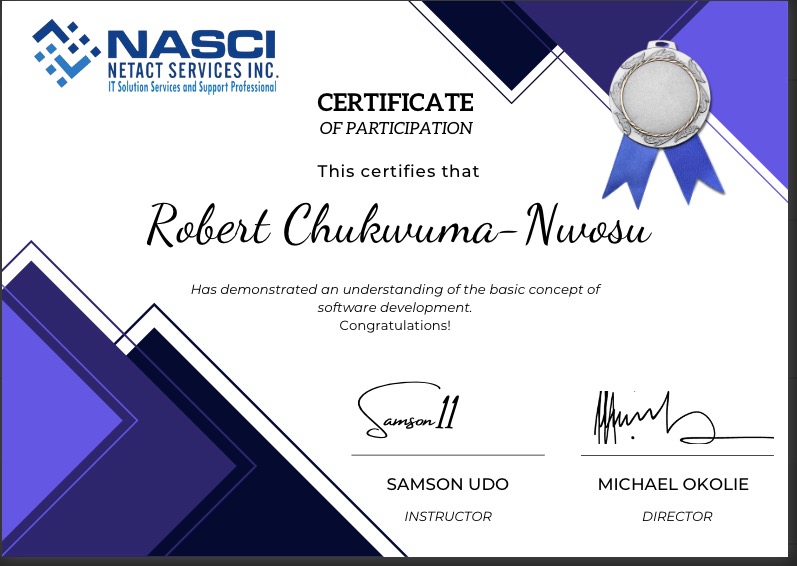 NASCI
NETACT SERVICES INC.
IT Solution Services and Support Professional
CERTIFICATE
OF PARTICIPATION
This certifies that
Robert Chukwuma-Nwosu
Has demonstrated an understanding of the basic concept of
software development.
Congratulations!
Samson11
SAMSON UDO
INSTRUCTOR
MICHAEL OKOLIE
DIRECTOR